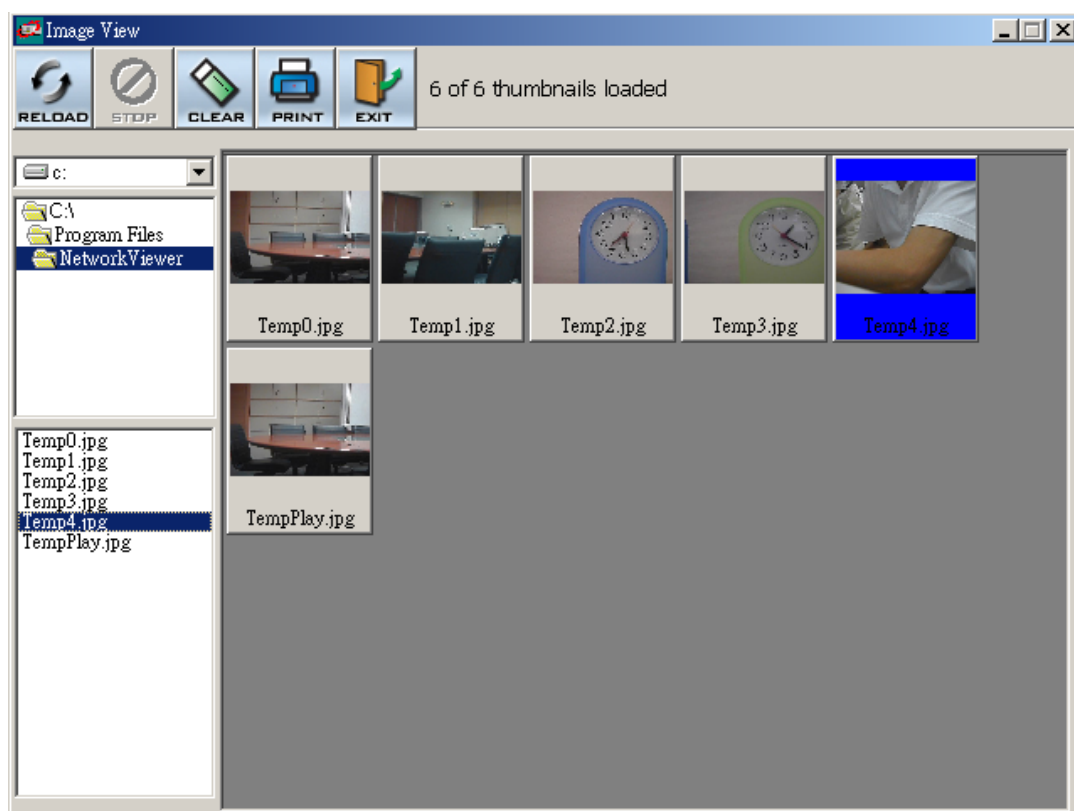 Image View
RELOAD
STOP
CLEAR
PRINT
EXIT
6 of 6 thumbnails loaded
c:
C:\
Program Files
NetworkViewer
Temp0.jpg
Temp1.jpg
Temp2.jpg
Temp3.jpg
Temp4.jpg
TempPlay.jpg
Temp0.jpg
Temp1.jpg
Temp2.jpg
Temp3.jpg
Temp4.jpg
TempPlay.jpg